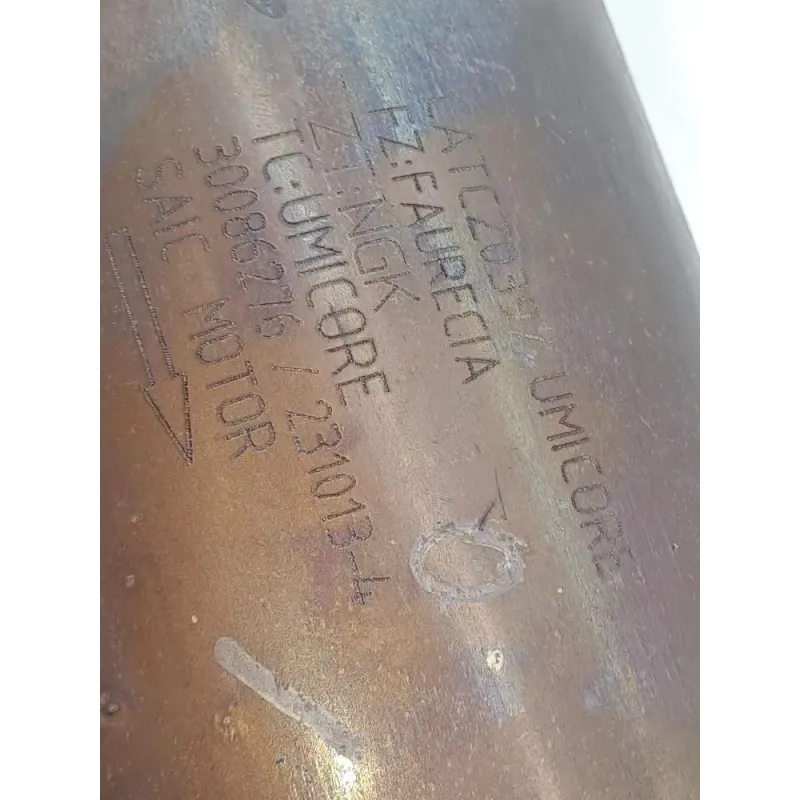 UMICORE
FZ:FAURECIA
ZT:NGK
TC:UMICORE
30086276 / 231013-4
SAIC MOTOR